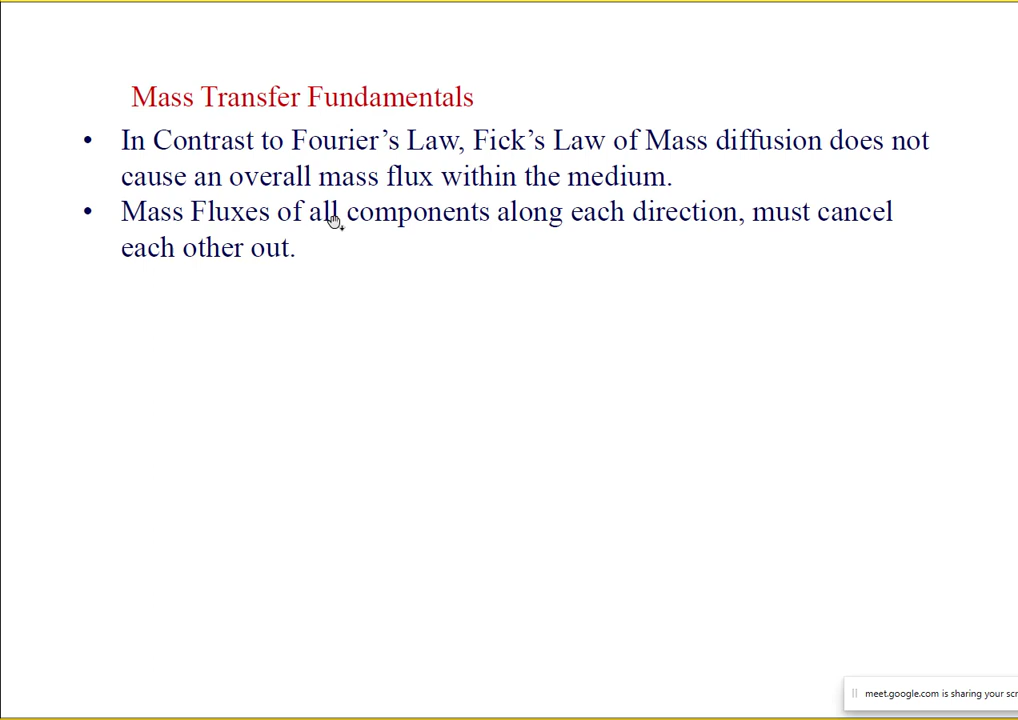 Mass Transfer Fundamentals
• In Contrast to Fourier’s Law, Fick’s Law of Mass diffusion does not
cause an overall mass flux within the medium.
• Mass Fluxes of all components along each direction, must cancel
each other out.
meet.google.com is sharing your scr